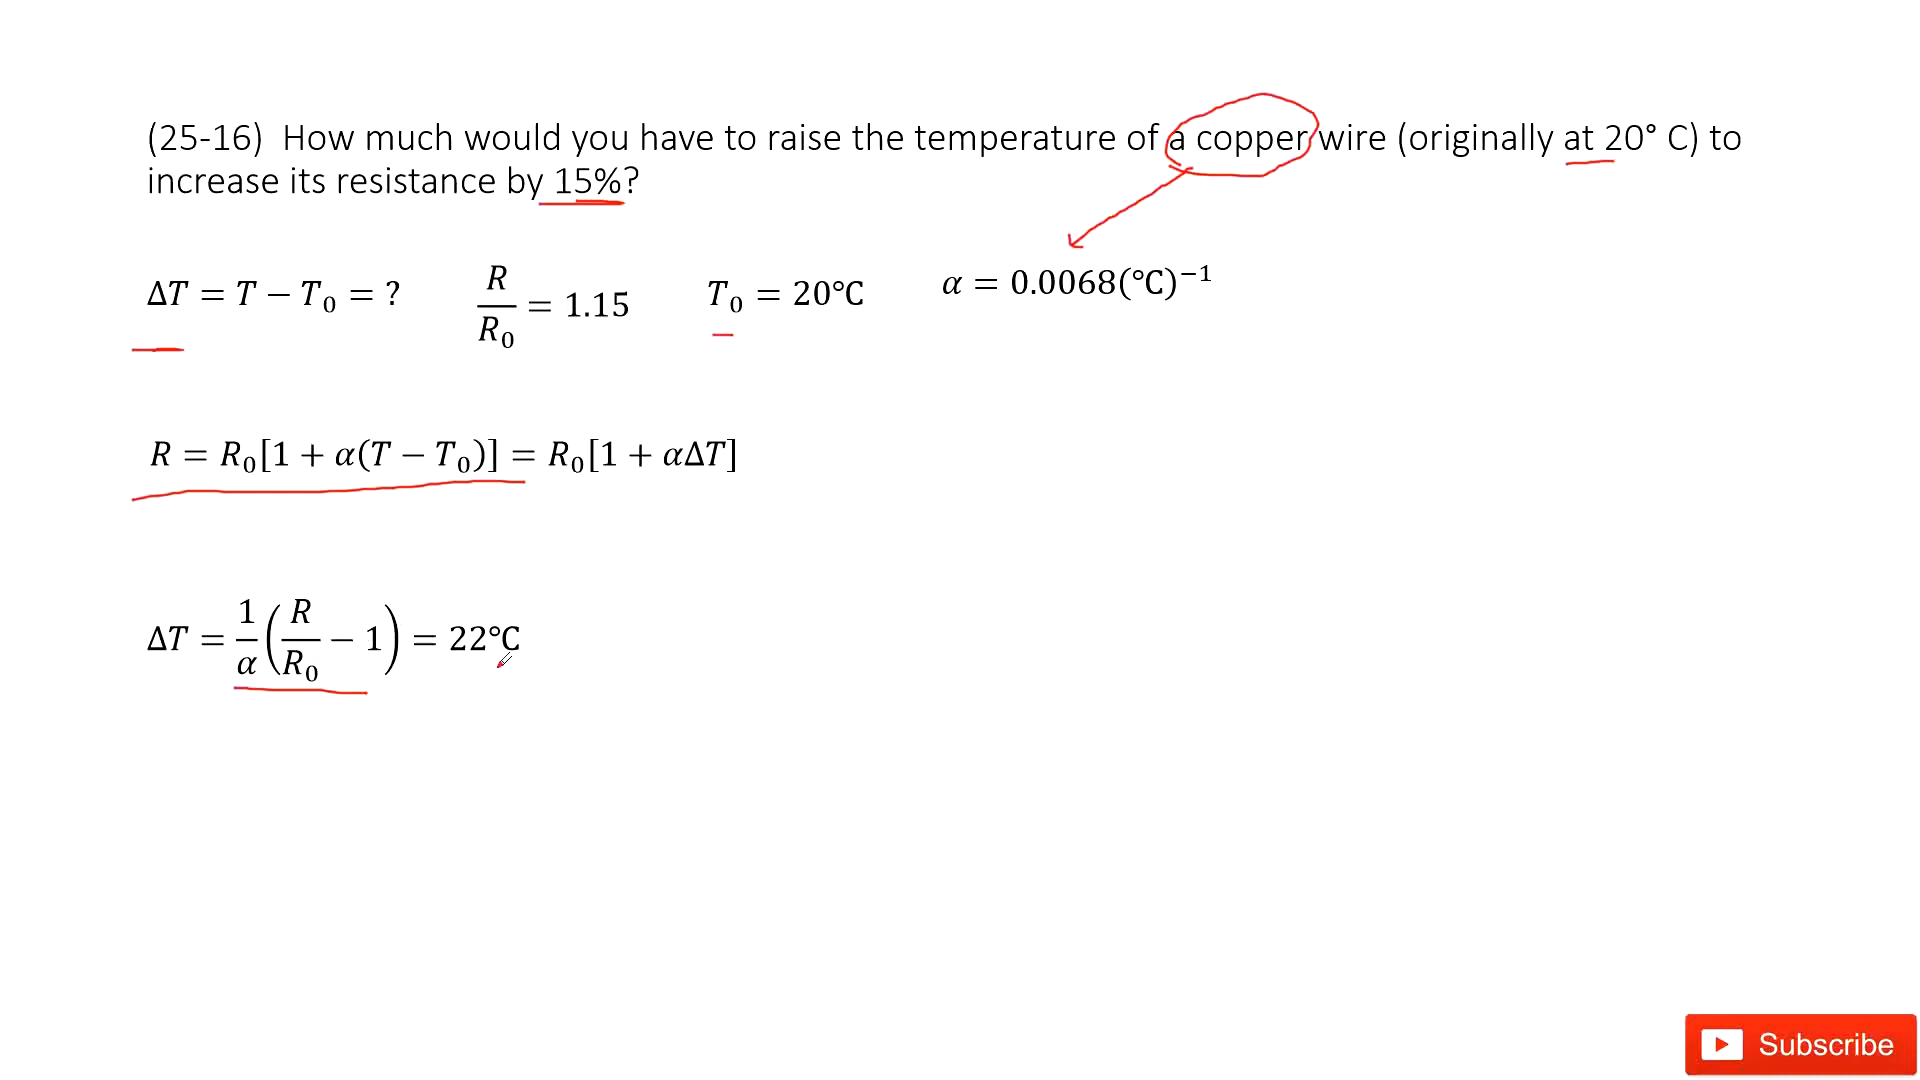 (25-16) How much would you have to raise the temperature of a copper wire (originally at 20° C) to
increase its resistance by 15%?
ΔT = T − T₀ = ? R/R₀ = 1.15 T₀ = 20℃ α = 0.0068(℃)⁻¹
R = R₀[1 + α(T − T₀)] = R₀[1 + αΔT]
ΔT = 1/α (R/R₀ − 1) = 22℃
Subscribe